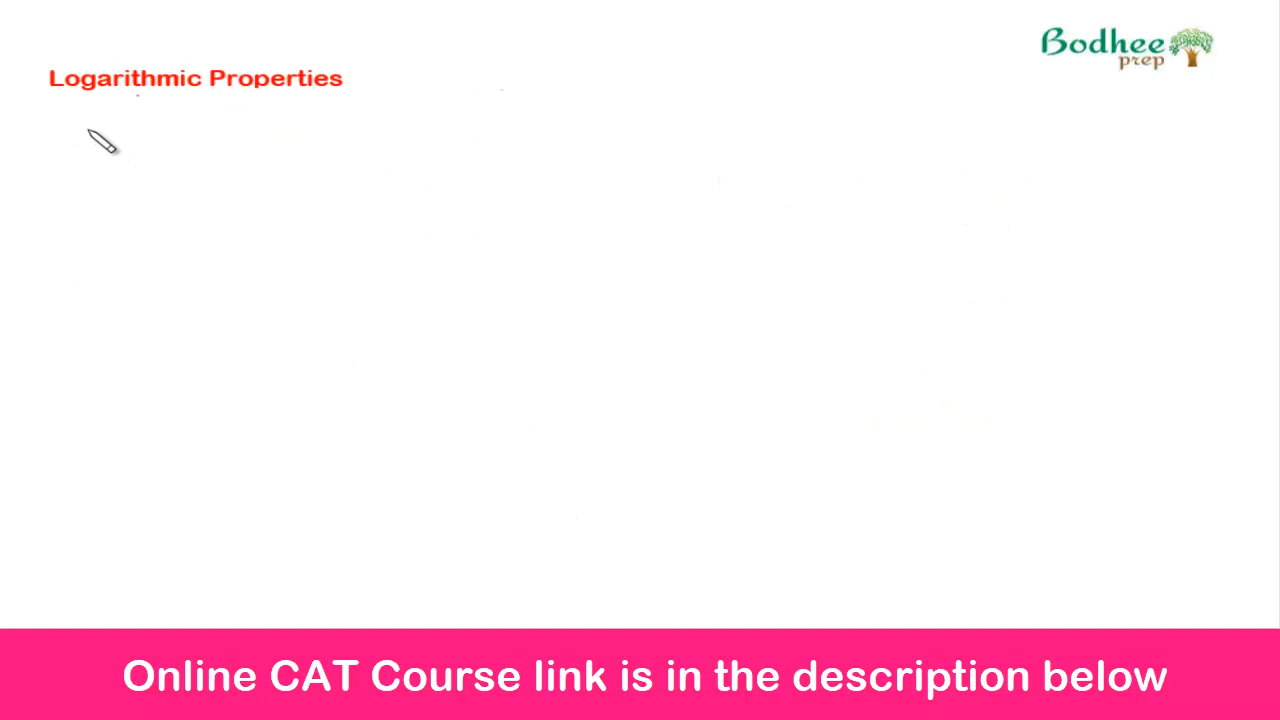 Bodhee
prep
Logarithmic Properties
Online CAT Course link is in the description below